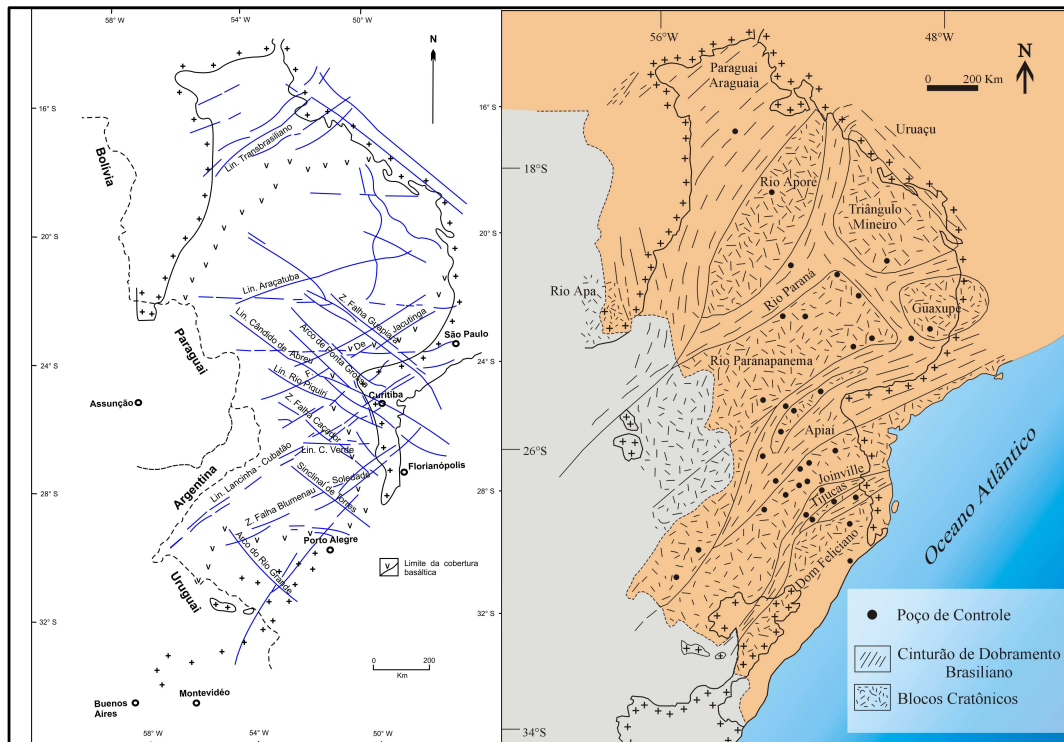 58° W
54° W
50° W
N
16° S
Lin. Transbrasiliano
Bolívia
20° S
Lin. Araçatuba
Z. Falha Guapiara
Paraguai
Lin. Cândido de Abreu
Arco de Ponta Grossa
De Jacutinga
São Paulo
24° S
Lin. Rio Piquiri
Curitiba
Assunção
Z. Falha Caçador
Lin. C. Verde
Lin. Lancinha - Cubatão
Soledade
Florianópolis
Argentina
Sinclinal de Torres
28° S
Z. Falha Blumenau -
Porto Alegre
Arco do Rio Grande
v Limite da cobertura
basáltica
Uruguai
32° S
0 200
Km
Buenos
Aires
Montevidéo
58° W
54° W
50° W
56°W
48°W
Paraguai
Araguaia
N
0 200 Km
16° S
Uruaçu
18°S
Rio Aporé
Triângulo
Mineiro
20° S
Rio Apa
Rio Paraná
Guaxupé
24° S
Rio Paranapanema
Apiaí
26°S
Joinville
Tijucas
28° S
Oceano Atlântico
Dom Feliciano
32° S
Poço de Controle
Cinturão de Dobramento
Brasiliano
Blocos Cratônicos
34°S